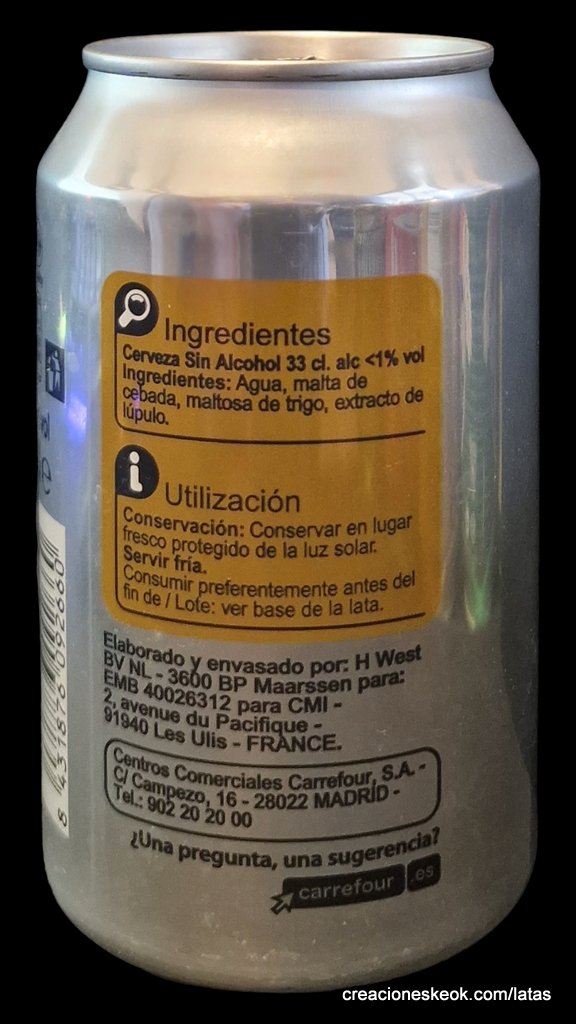 Ingredientes
Cerveza Sin Alcohol 33 cl. alc <1% vol
Ingredientes: Agua, malta de
cebada, maltosa de trigo, extracto de
lúpulo.
Utilización
Conservación: Conservar en lugar
fresco protegido de la luz solar.
Servir fría.
Consumir preferentemente antes del
fin de / Lote: ver base de la lata.
Elaborado y envasado por: H West
BV NL - 3600 BP Maarssen para:
EMB 40026312 para CMI -
2, avenue du Pacifique -
91940 Les Ulis - FRANCE.
Centros Comerciales Carrefour, S.A. -
C/ Campezo, 16 - 28022 MADRID -
Tel.: 902 20 20 00
¿Una pregunta, una sugerencia?
carrefour .es
8 431876 092660
vol
e
creacioneskeok.com/latas